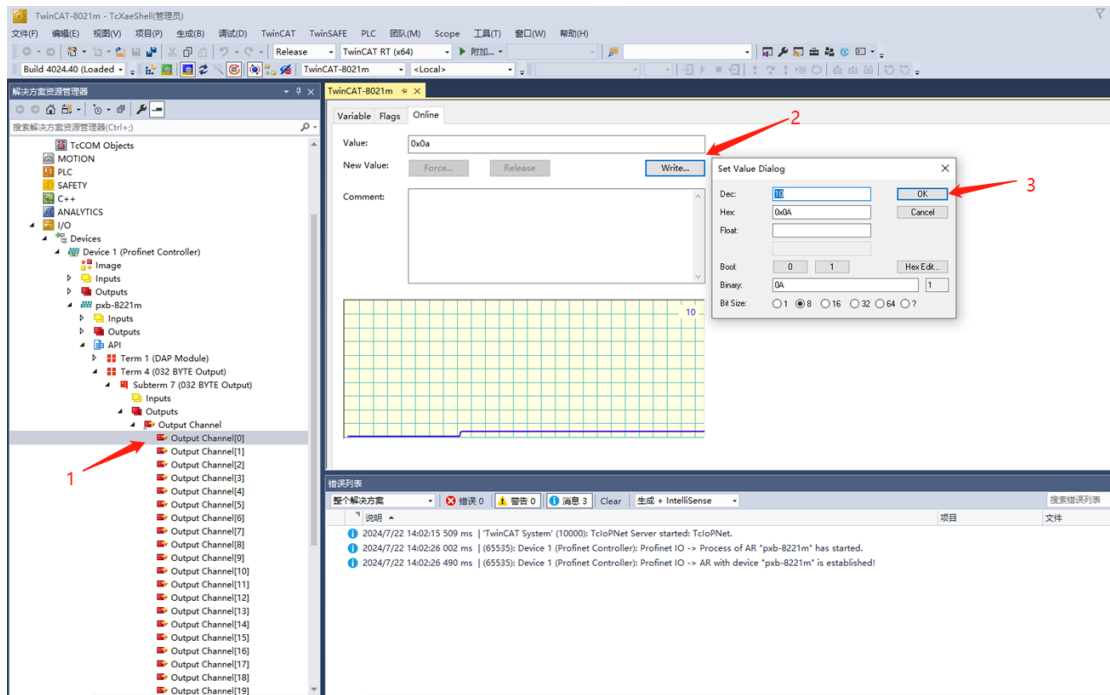 TwinCAT-8021m - TcXaeShell(管理员)
文件(F) 编辑(E) 视图(V) 项目(P) 生成(B) 调试(D) TwinCAT TwinSAFE PLC 团队(M) Scope 工具(T) 窗口(W) 帮助(H)
Release TwinCAT RT (x64) 附加...
Build 4024.40 (Loaded TwinCAT-8021m <Local>
解决方案资源管理器
TwinCAT-8021m
搜索解决方案资源管理器(Ctrl+;)
TcCOM Objects
MOTION
PLC
SAFETY
C++
ANALYTICS
I/O
Devices
Device 1 (Profinet Controller)
Image
Inputs
Outputs
pxb-8221m
Inputs
Outputs
API
Term 1 (DAP Module)
Term 4 (032 BYTE Output)
Subterm 7 (032 BYTE Output)
Inputs
Outputs
Output Channel
Output Channel[0]
Output Channel[1]
Output Channel[2]
Output Channel[3]
Output Channel[4]
Output Channel[5]
Output Channel[6]
Output Channel[7]
Output Channel[8]
Output Channel[9]
Output Channel[10]
Output Channel[11]
Output Channel[12]
Output Channel[13]
Output Channel[14]
Output Channel[15]
Output Channel[16]
Output Channel[17]
Output Channel[18]
Output Channel[19]
1
Variable Flags Online
Value: 0x0a
New Value: Force... Release Write...
Comment:
10
2
Set Value Dialog
Dec: 10 OK
Hex: 0x0A Cancel
Float:
Bool: 0 1 Hex Edit...
Binary: 0A 1
Bit Size: 1 8 16 32 64 ?
3
错误列表
整个解决方案 错误 0 警告 0 消息 3 Clear 生成 + IntelliSense 搜索错误列表
说明 项目 文件
2024/7/22 14:02:15 509 ms | 'TwinCAT System' (10000): TcIoPNet Server started: TcIoPNet.
2024/7/22 14:02:26 002 ms | (65535): Device 1 (Profinet Controller): Profinet IO -> Process of AR "pxb-8221m" has started.
2024/7/22 14:02:26 490 ms | (65535): Device 1 (Profinet Controller): Profinet IO -> AR with device "pxb-8221m" is established!